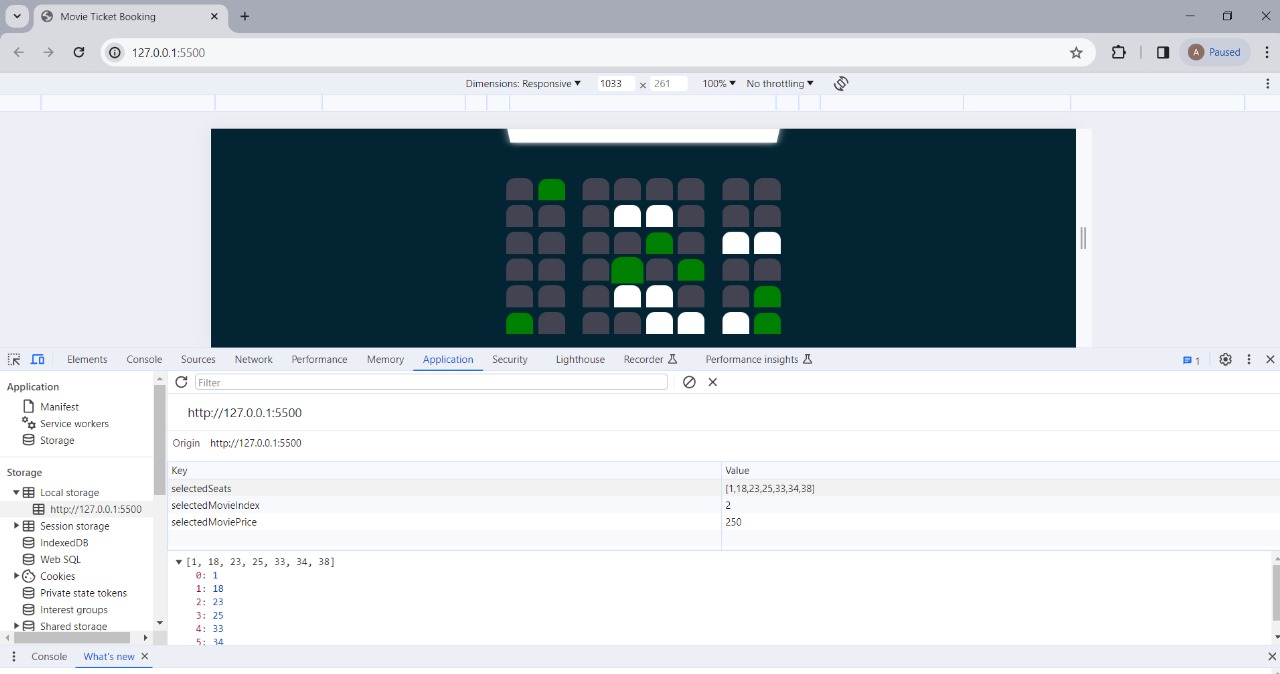 Movie Ticket Booking
127.0.0.1:5500
A Paused
Dimensions: Responsive 1033 × 261 100% No throttling
Elements Console Sources Network Performance Memory Application Security Lighthouse Recorder Performance insights 1
Application
Manifest
Service workers
Storage
Storage
Local storage
http://127.0.0.1:5500
Session storage
IndexedDB
Web SQL
Cookies
Private state tokens
Interest groups
Shared storage
Filter
http://127.0.0.1:5500
Origin http://127.0.0.1:5500
Key Value
selectedSeats [1,18,23,25,33,34,38]
selectedMovieIndex 2
selectedMoviePrice 250
[1, 18, 23, 25, 33, 34, 38]
0: 1
1: 18
2: 23
3: 25
4: 33
5: 34
Console What's new